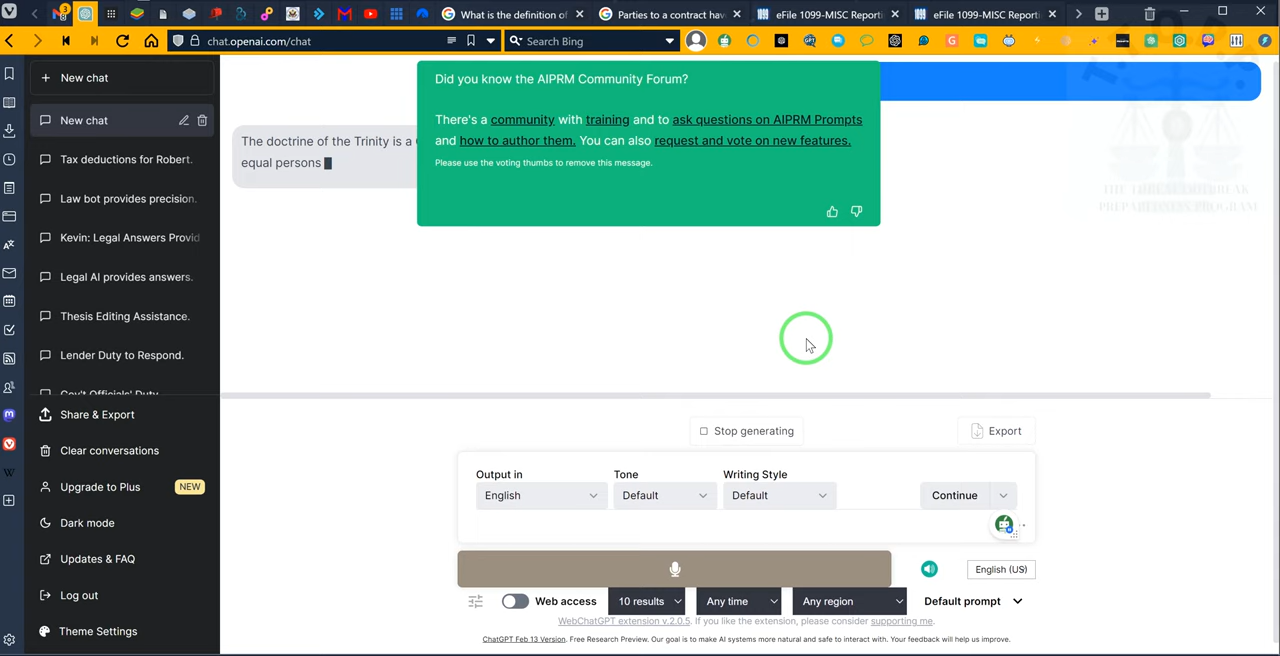 What is the definition of
Parties to a contract hav
eFile 1099-MISC Reporti
eFile 1099-MISC Reporti
chat.openai.com/chat
Search Bing
New chat
New chat
Tax deductions for Robert.
Law bot provides precision.
Kevin: Legal Answers Provid
Legal AI provides answers.
Thesis Editing Assistance.
Lender Duty to Respond.
Gov't Officials' Duty
Share & Export
Clear conversations
Upgrade to Plus NEW
Dark mode
Updates & FAQ
Log out
Theme Settings
The doctrine of the Trinity is a
equal persons
Did you know the AIPRM Community Forum?
There's a community with training and to ask questions on AIPRM Prompts
and how to author them. You can also request and vote on new features.
Please use the voting thumbs to remove this message.
Stop generating
Export
Output in Tone Writing Style
English Default Default Continue
English (US)
Web access 10 results Any time Any region Default prompt
WebChatGPT extension v.2.0.5. If you like the extension, please consider supporting me.
ChatGPT Feb 13 Version. Free Research Preview. Our goal is to make AI systems more natural and safe to interact with. Your feedback will help us improve.